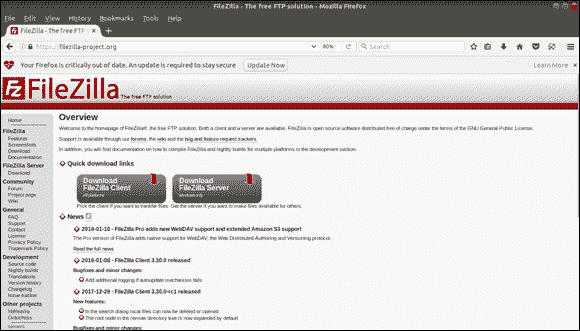 FileZilla - The free FTP solution - Mozilla Firefox
File Edit View History Bookmarks Tools Help
FileZilla - The free FTP s...
https://filezilla-project.org
80%
Search
Your Firefox is critically out of date. An update is required to stay secure
Update Now
Learn More
FileZilla The free FTP solution
Home
FileZilla
Features
Screenshots
Download
Documentation
FileZilla Server
Download
Community
Forum
Project page
Wiki
General
FAQ
Support
Contact
License
Privacy Policy
Trademark Policy
Development
Source code
Nightly builds
Translations
Version history
Changelog
Issue tracker
Other projects
Octochess
Overview
Welcome to the homepage of FileZilla®, the free FTP solution. Both a client and a server are available. FileZilla is open source software distributed free of charge under the terms of the GNU General Public License.
Support is available through our forums, the wiki and the bug and feature request trackers.
In addition, you will find documentation on how to compile FileZilla and nightly builds for multiple platforms in the development section.
Quick download links
Download
FileZilla Client
All platforms
Download
FileZilla Server
Windows only
Pick the client if you want to transfer files. Get the server if you want to make files available for others.
News
2018-01-10 - FileZilla Pro adds new WebDAV support and extended Amazon S3 support
The Pro version of FileZilla adds native support for WebDAV, the Web Distributed Authoring and Versioning protocol.
Read the full news
2018-01-08 - FileZilla Client 3.30.0 released
Bugfixes and minor changes:
Add additional logging if autoupdate mechanism fails
2017-12-29 - FileZilla Client 3.30.0-rc1 released
New features:
In the search dialog local files can now be deleted or opened
The root node in the remote directory tree is now expanded by default
Bugfixes and minor changes: